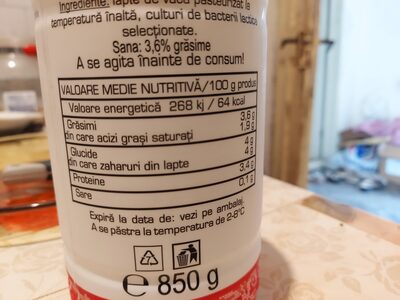 Ingrediente: lapte de vacă pasteurizat la
temperatură înaltă, culturi de bacterii lactice
selecționate.
Sana: 3,6% grăsime
A se agita înainte de consum!
VALOARE MEDIE NUTRITIVĂ/100 g produs
Valoare energetică 268 kj / 64 kcal
Grăsimi 3,6 g
din care acizi grași saturați 1,9 g
Glucide 4 g
din care zaharuri din lapte 4 g
Proteine 3,4 g
Sare 0,1 g
Expiră la data de: vezi pe ambalaj.
A se păstra la temperatura de 2-8°C
℮ 850 g